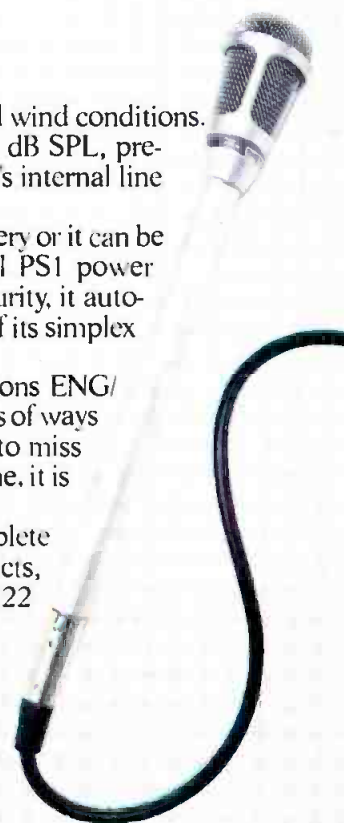 l wind conditions.
dB SPL, pre-
's internal line
ery or it can be
l PS1 power
urity, it auto-
f its simplex
ons ENG/
s of ways
to miss
ne, it is
plete
cts,
22